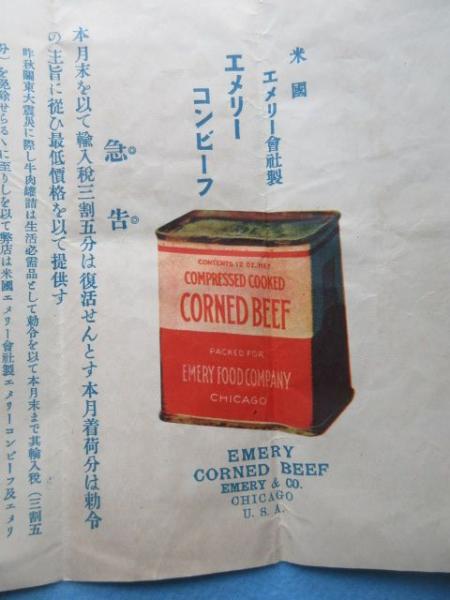 米國
エメリー會社製
エメリー
コンビーフ
CONTENTS 12 OZ. NET
COMPRESSED COOKED
CORNED BEEF
PACKED FOR
EMERY FOOD COMPANY
CHICAGO
EMERY
CORNED BEEF
EMERY & CO.
CHICAGO
U. S. A.
急告
本月末を以て輸入税三割五分は復活せんとす本月着荷分は勅令
の主旨に從ひ最低價格を以て提供す
昨秋關東大震災に際し牛肉罐詰は生活必需品として勅令を以て本月末まで其輸入税(三割五
分)を免除せらるゝに至りしを以て弊店は米國エメリー會社製エメリーコンビーフ及エメリ